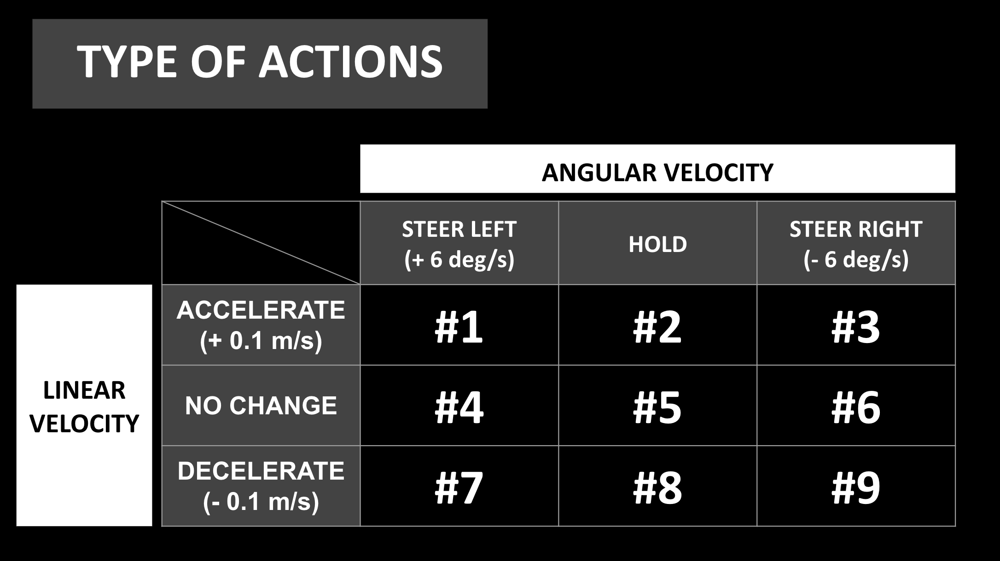 TYPE OF ACTIONS
ANGULAR VELOCITY
STEER LEFT
(+ 6 deg/s)
HOLD
STEER RIGHT
(- 6 deg/s)
LINEAR
VELOCITY
ACCELERATE
(+ 0.1 m/s)
#1
#2
#3
NO CHANGE
#4
#5
#6
DECELERATE
(- 0.1 m/s)
#7
#8
#9